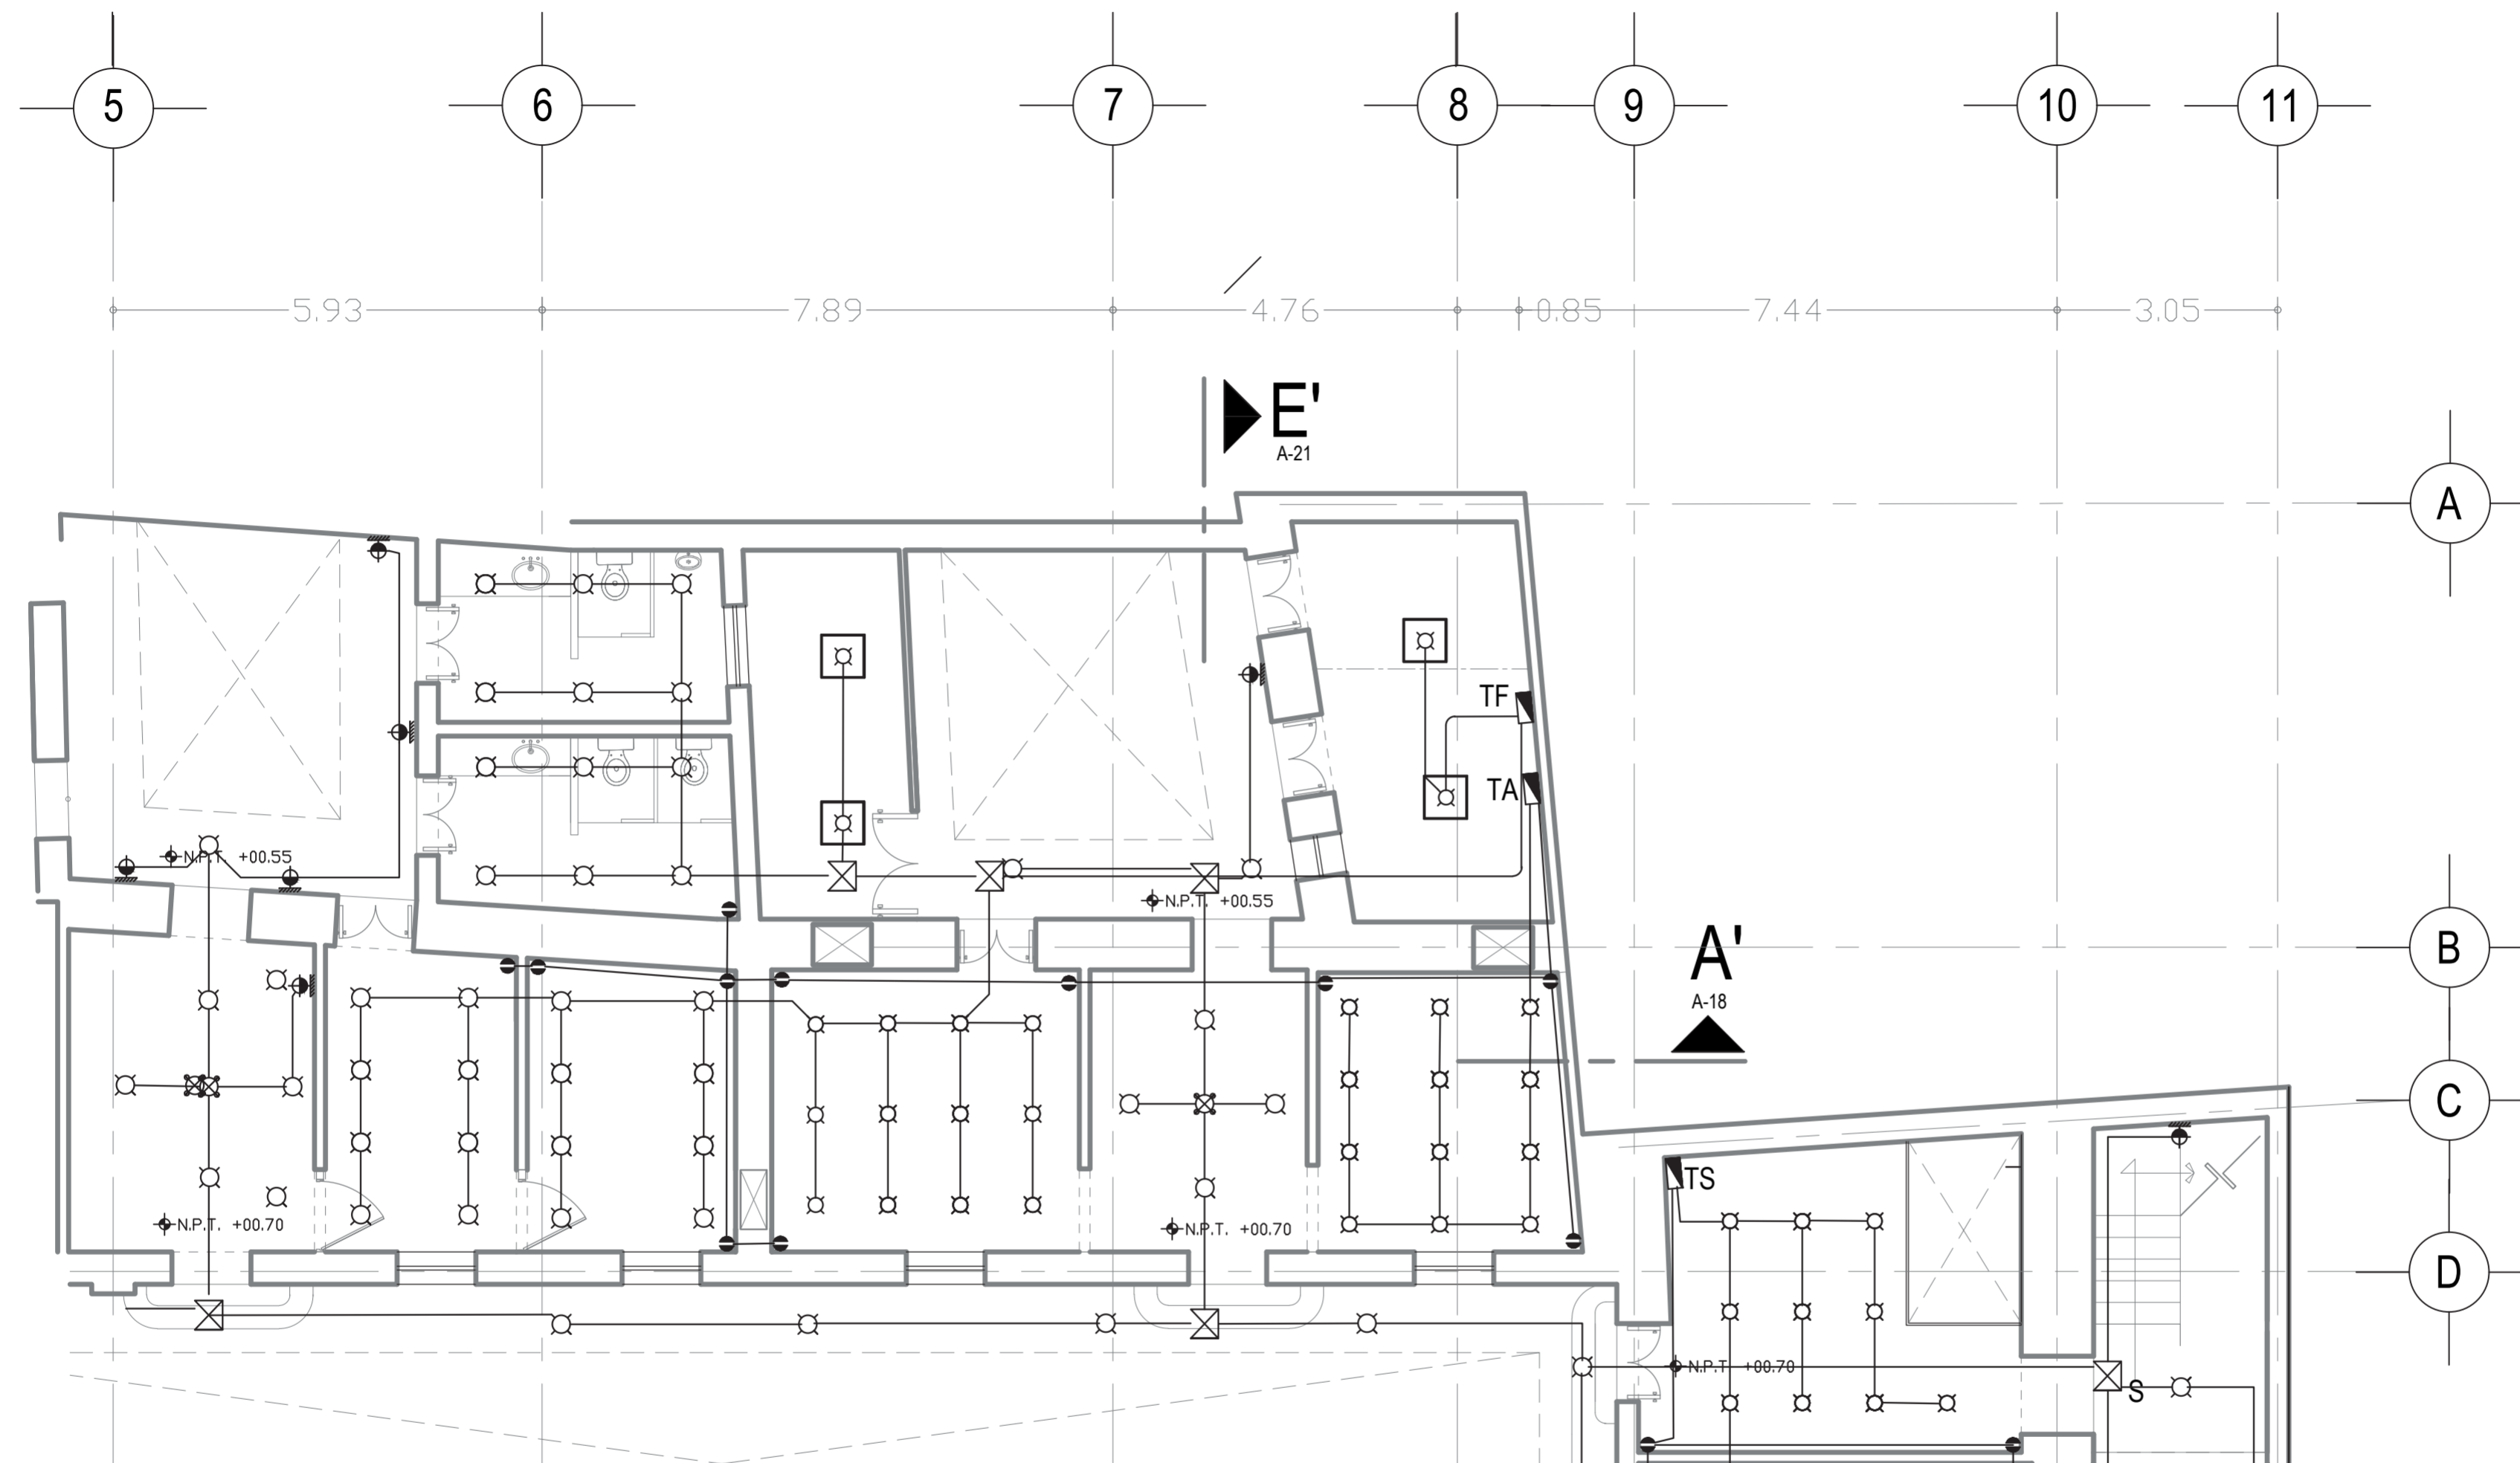 5
6
7
8
9
10
11
5.93
7.89
4.76
0.85
7.44
3.05
E'
A-21
A
TF
TA
N.P.T. +00.55
N.P.T. +00.55
A'
A-18
B
C
TS
N.P.T. +00.70
N.P.T. +00.70
D
N.P.T +00.70
S